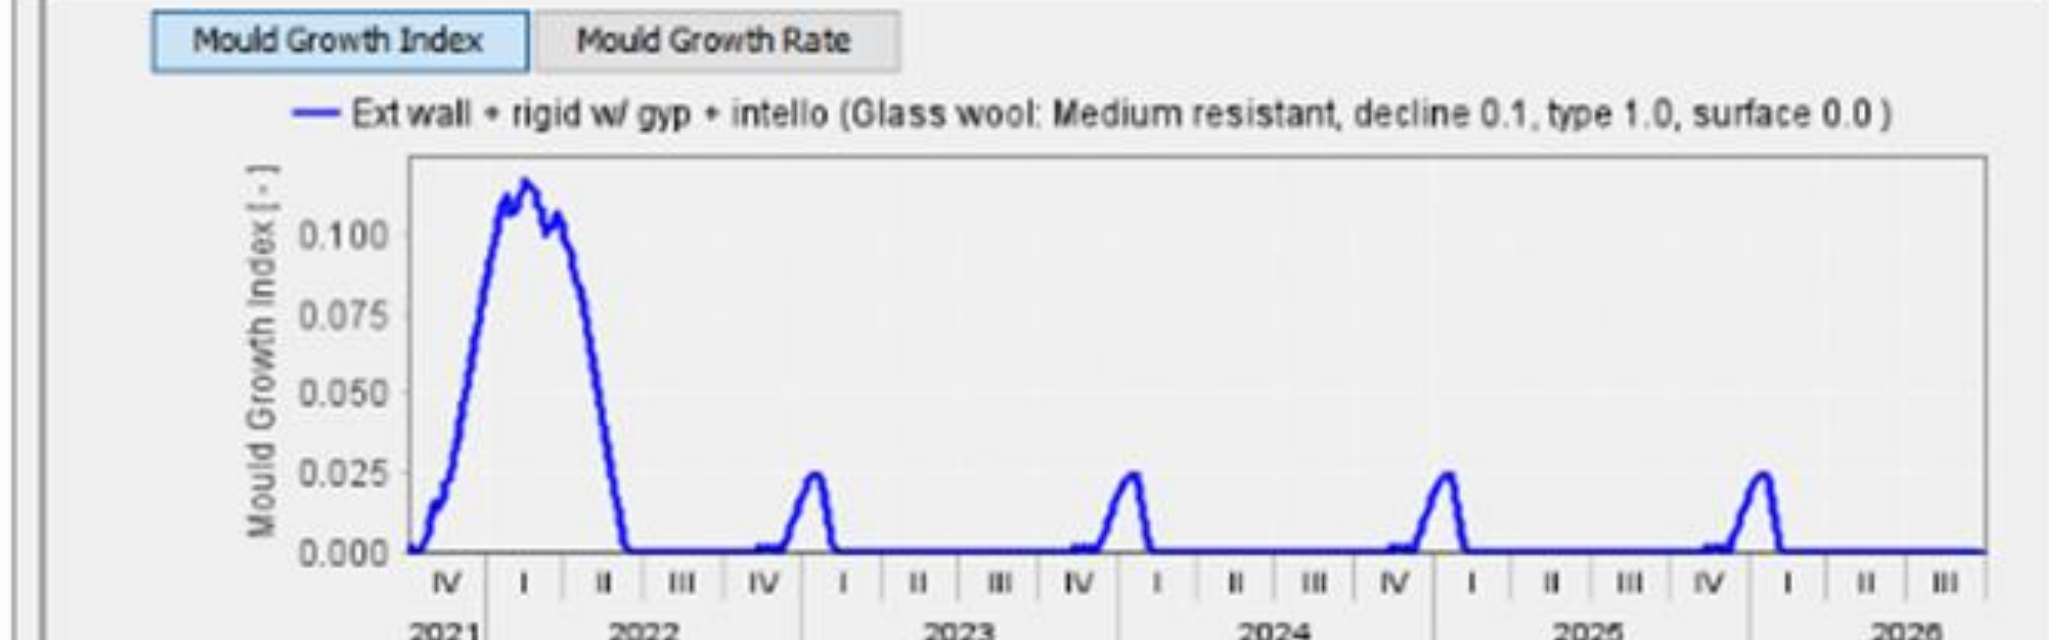 Mould Growth Index Mould Growth Rate
Ext wall + rigid w/ gyp + intello (Glass wool: Medium resistant, decline 0.1, type 1.0, surface 0.0 )
Mould Growth Index [ - ]
0.100
0.075
0.050
0.025
0.000
IV I II III IV I II III IV I II III IV I II III IV I II III
2021 2022 2023 2024 2025 2026